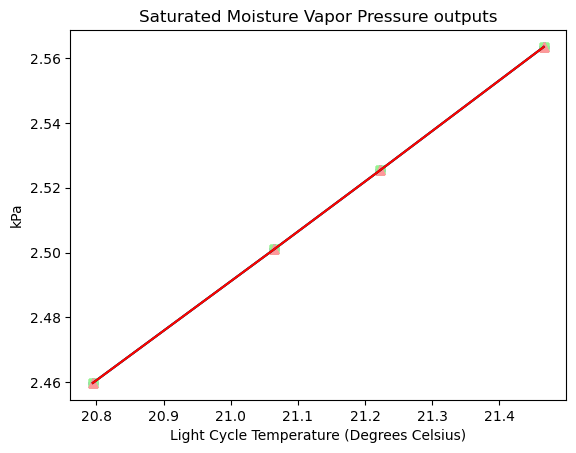 Saturated Moisture Vapor Pressure outputs
2.56
2.54
2.52
2.50
2.48
2.46
kPa
20.8 20.9 21.0 21.1 21.2 21.3 21.4
Light Cycle Temperature (Degrees Celsius)